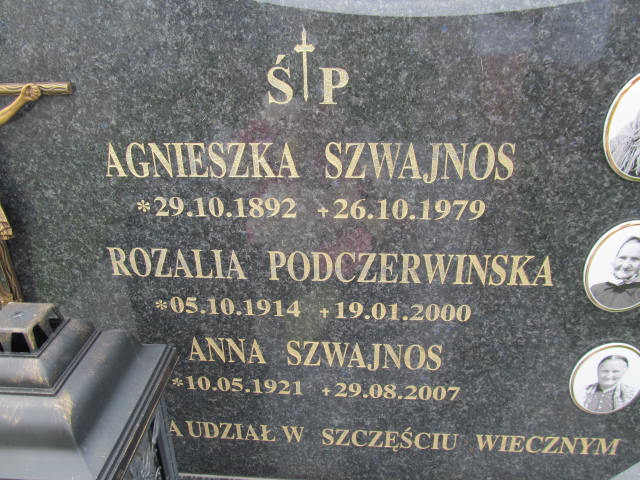 Ś P
AGNIESZKA SZWAJNOS
*29.10.1892 +26.10.1979
ROZALIA PODCZERWINSKA
*05.10.1914 +19.01.2000
ANNA SZWAJNOS
*10.05.1921 +29.08.2007
UDZIAŁ W SZCZĘŚCIU WIECZNYM